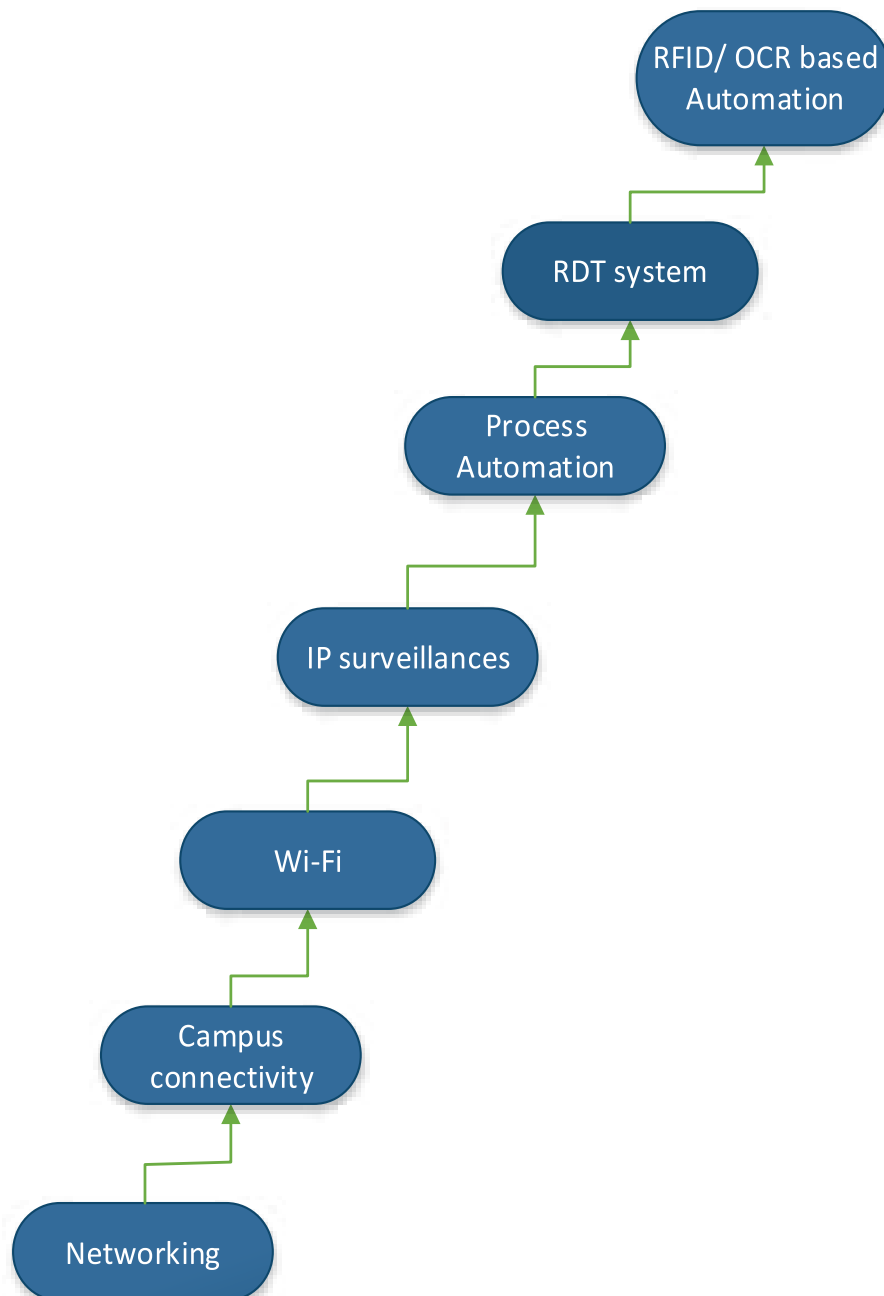 RFID/ OCR based
Automation
RDT system
Process
Automation
IP surveillances
Wi-Fi
Campus
connectivity
Networking